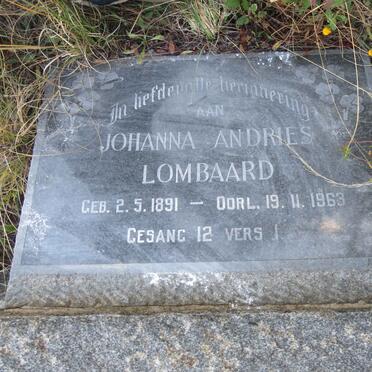 In liefdevolle herinnering
AAN
JOHANNA ANDRIES
LOMBAARD
GEB. 2.5.1891 – OORL. 19.11.1963
GESANG 12 VERS 1